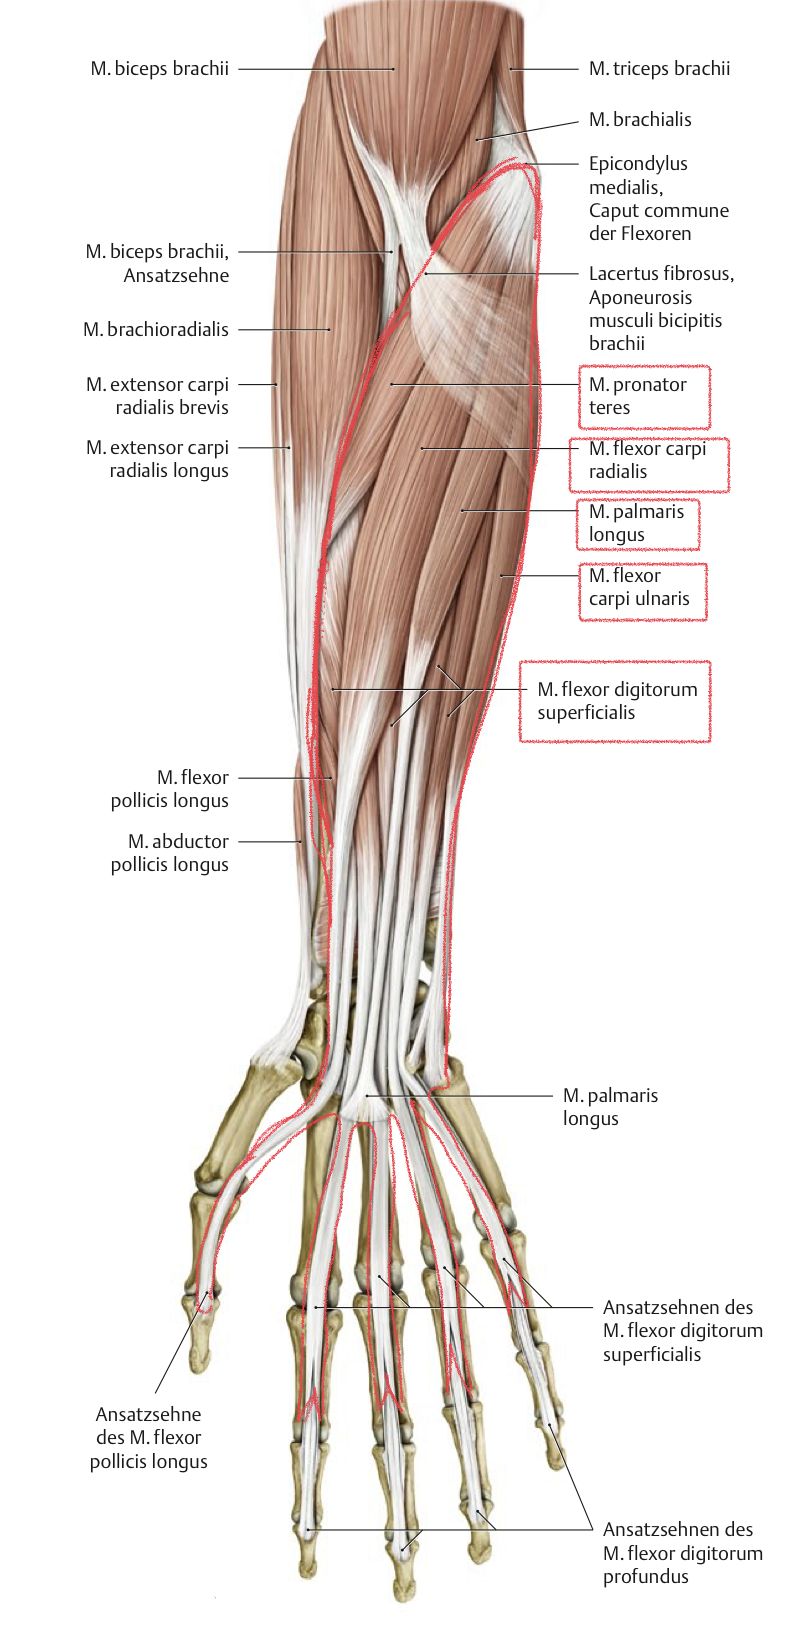 M. biceps brachii
M. triceps brachii
M. brachialis
Epicondylus
medialis,
Caput commune
der Flexoren
M. biceps brachii,
Ansatzsehne
Lacertus fibrosus,
Aponeurosis
musculi bicipitis
brachii
M. brachioradialis
M. extensor carpi
radialis brevis
M. pronator
teres
M. extensor carpi
radialis longus
M. flexor carpi
radialis
M. palmaris
longus
M. flexor
carpi ulnaris
M. flexor digitorum
superficialis
M. flexor
pollicis longus
M. abductor
pollicis longus
M. palmaris
longus
Ansatzsehnen des
M. flexor digitorum
superficialis
Ansatzsehne
des M. flexor
pollicis longus
Ansatzsehnen des
M. flexor digitorum
profundus